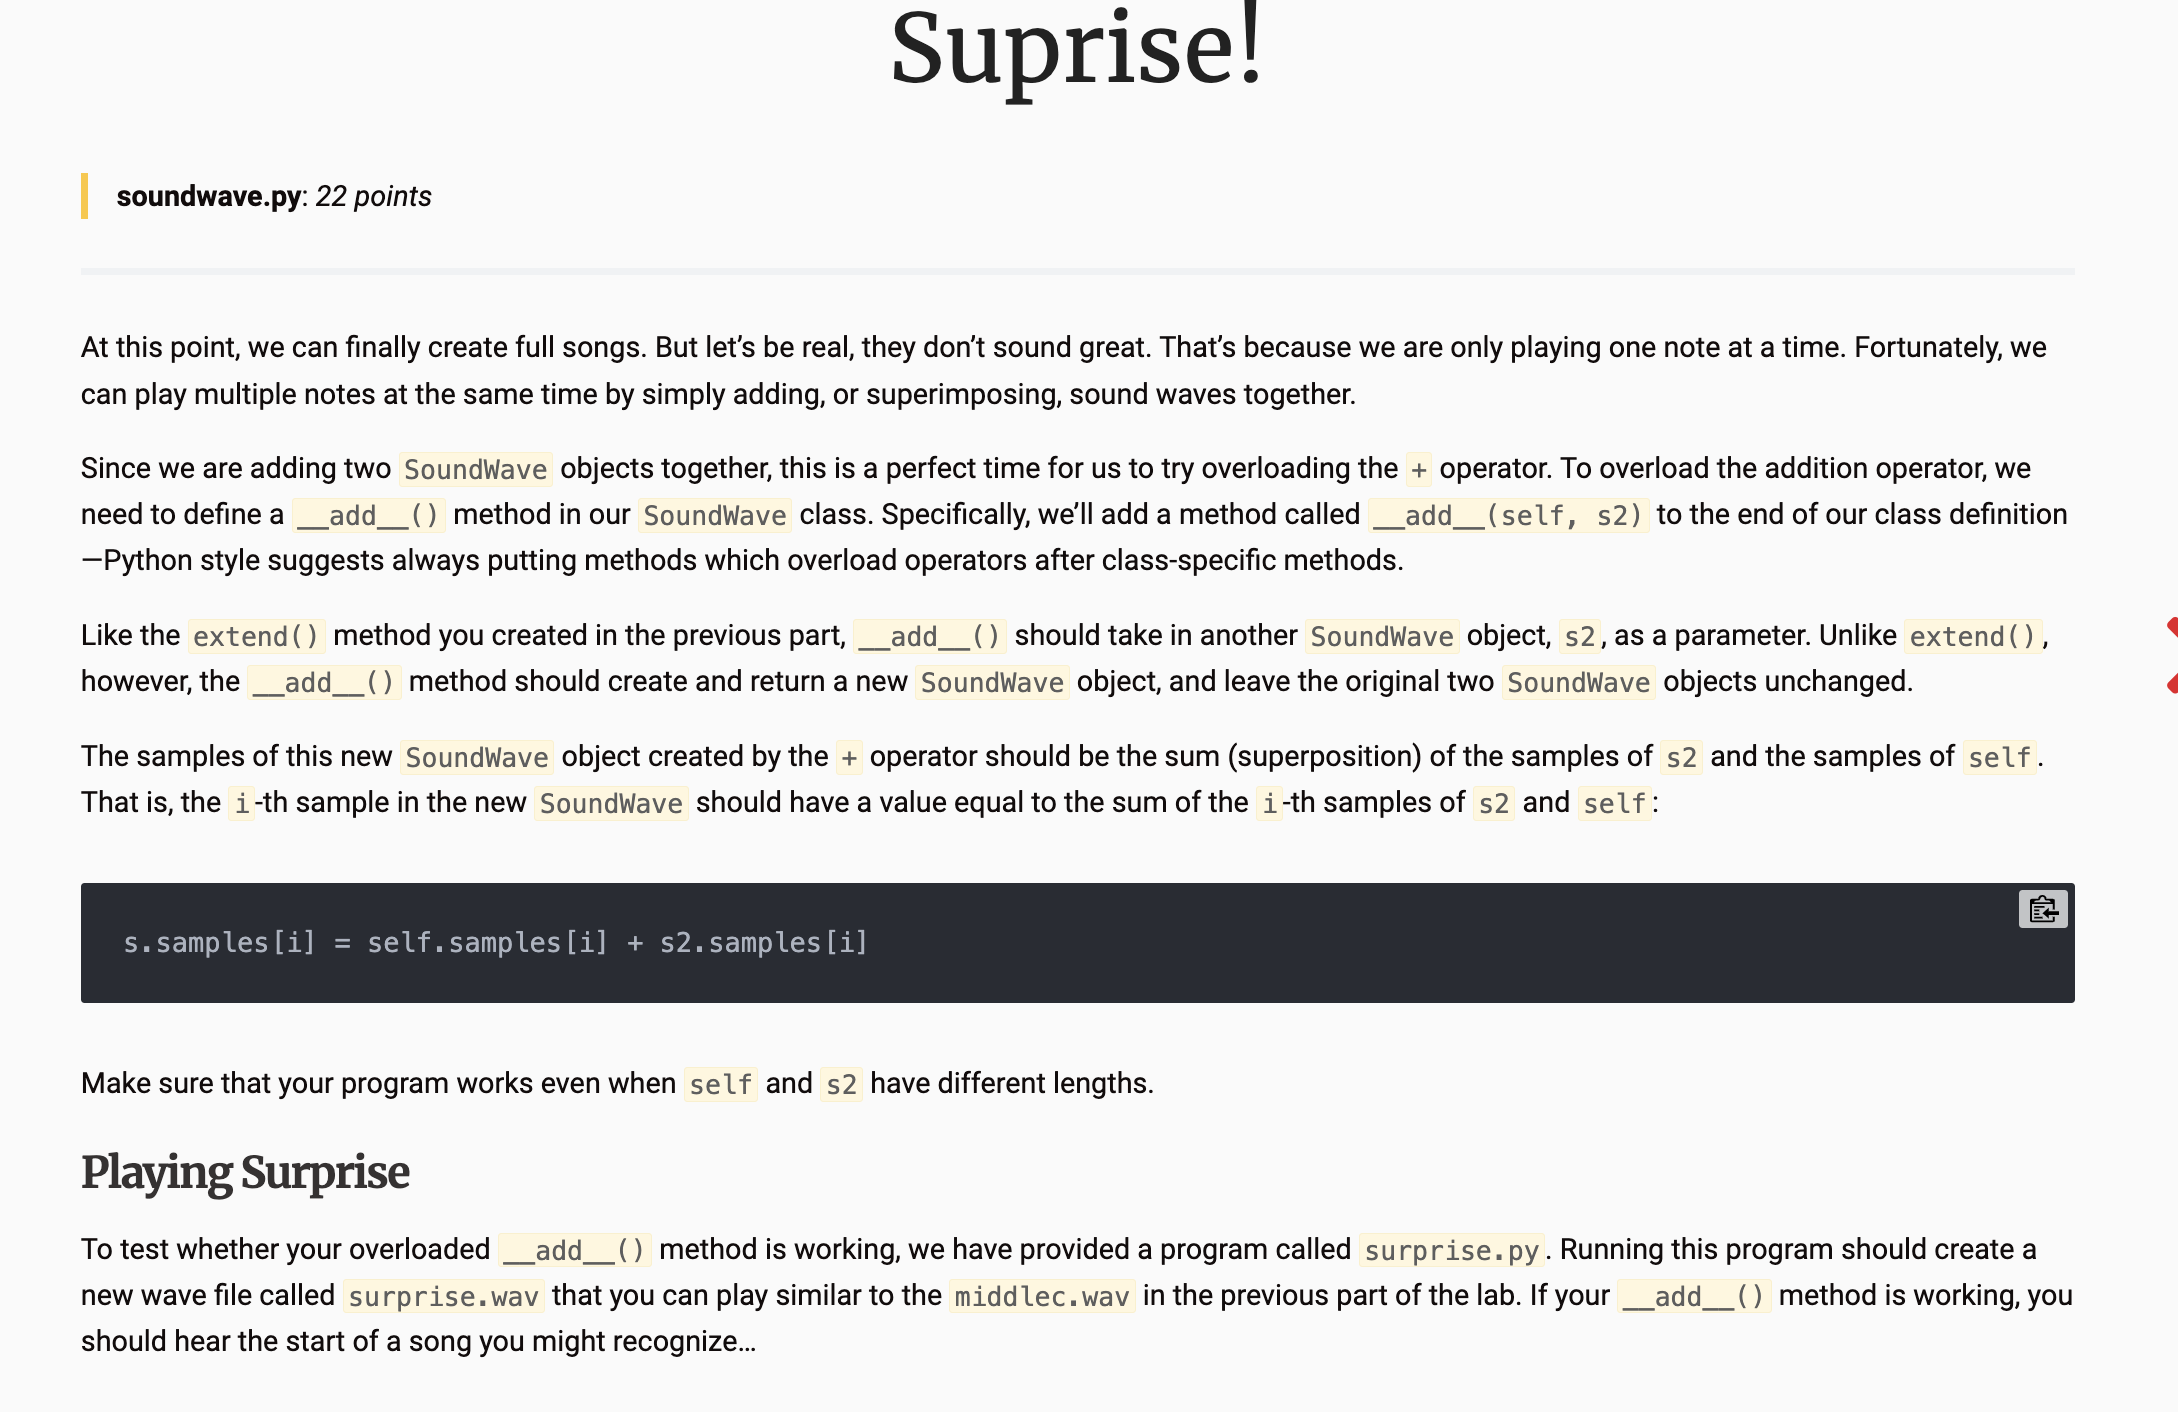 Suprise!
soundwave.py: 22 points
At this point, we can finally create full songs. But let’s be real, they don’t sound great. That’s because we are only playing one note at a time. Fortunately, we
can play multiple notes at the same time by simply adding, or superimposing, sound waves together.
Since we are adding two SoundWave objects together, this is a perfect time for us to try overloading the + operator. To overload the addition operator, we
need to define a __add__() method in our SoundWave class. Specifically, we’ll add a method called __add__(self, s2) to the end of our class definition
—Python style suggests always putting methods which overload operators after class-specific methods.
Like the extend() method you created in the previous part, __add__() should take in another SoundWave object, s2, as a parameter. Unlike extend(),
however, the __add__() method should create and return a new SoundWave object, and leave the original two SoundWave objects unchanged.
The samples of this new SoundWave object created by the + operator should be the sum (superposition) of the samples of s2 and the samples of self.
That is, the i-th sample in the new SoundWave should have a value equal to the sum of the i-th samples of s2 and self:
s.samples[i] = self.samples[i] + s2.samples[i]
Make sure that your program works even when self and s2 have different lengths.
Playing Surprise
To test whether your overloaded __add__() method is working, we have provided a program called surprise.py. Running this program should create a
new wave file called surprise.wav that you can play similar to the middlec.wav in the previous part of the lab. If your __add__() method is working, you
should hear the start of a song you might recognize…